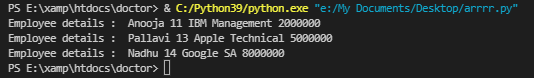 PS E:\xamp\htdocs\doctor> & C:/Python39/python.exe "e:/My Documents/Desktop/arrrr.py"
Employee details :  Anooja 11 IBM Management 2000000
Employee details :  Pallavi 13 Apple Technical 5000000
Employee details :  Nadhu 14 Google SA 8000000
PS E:\xamp\htdocs\doctor>